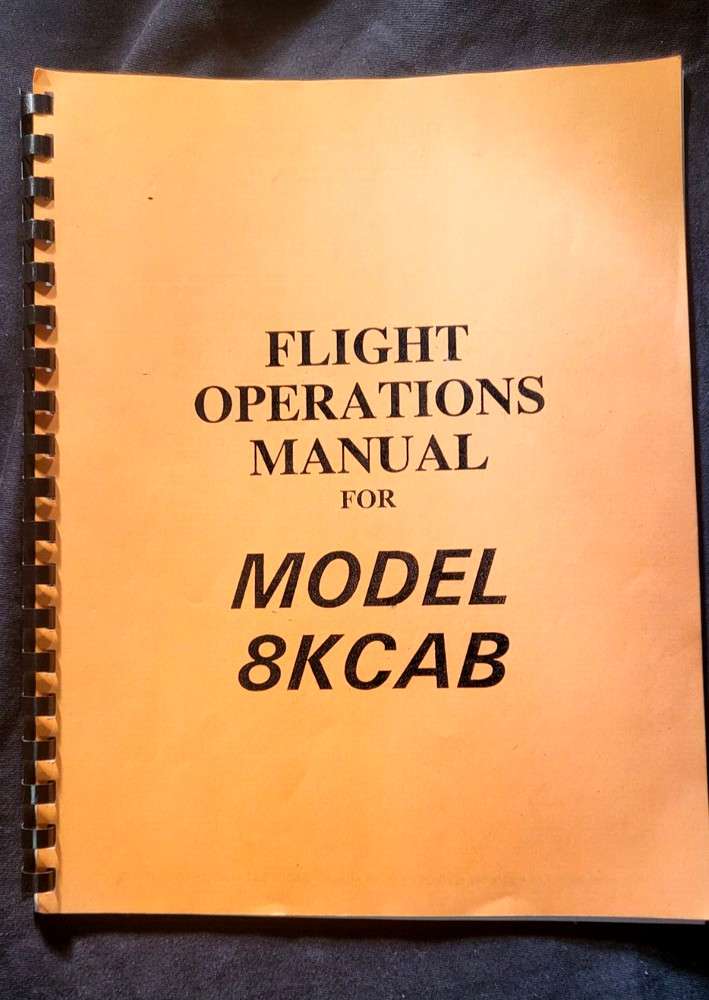 FLIGHT
OPERATIONS
MANUAL
FOR
MODEL
8KCAB